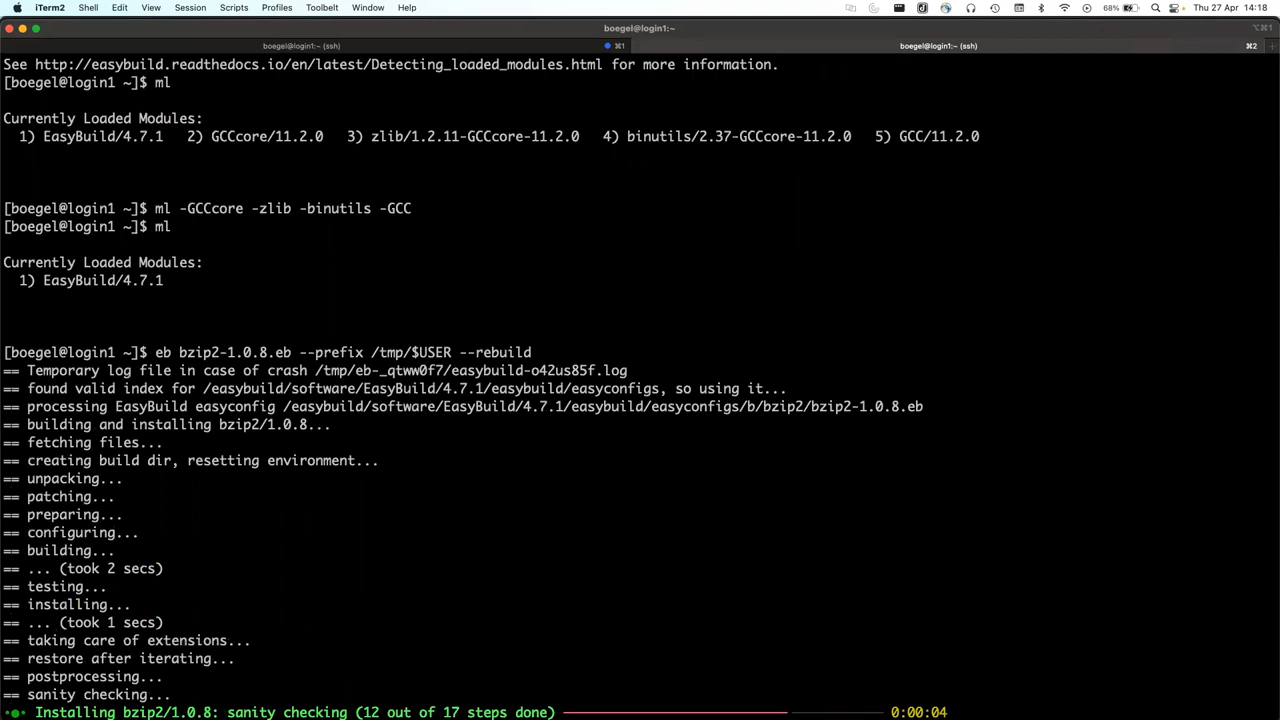 iTerm2 Shell Edit View Session Scripts Profiles Toolbelt Window Help 68% Thu 27 Apr 14:18
boegel@login1:~ ⌥⌘1
boegel@login1:~ (ssh) ⌘1 boegel@login1:~ (ssh) ⌘2
See http://easybuild.readthedocs.io/en/latest/Detecting_loaded_modules.html for more information.
[boegel@login1 ~]$ ml
Currently Loaded Modules:
1) EasyBuild/4.7.1 2) GCCcore/11.2.0 3) zlib/1.2.11-GCCcore-11.2.0 4) binutils/2.37-GCCcore-11.2.0 5) GCC/11.2.0
[boegel@login1 ~]$ ml -GCCcore -zlib -binutils -GCC
[boegel@login1 ~]$ ml
Currently Loaded Modules:
1) EasyBuild/4.7.1
[boegel@login1 ~]$ eb bzip2-1.0.8.eb --prefix /tmp/$USER --rebuild
== Temporary log file in case of crash /tmp/eb-_qtww0f7/easybuild-o42us85f.log
== found valid index for /easybuild/software/EasyBuild/4.7.1/easybuild/easyconfigs, so using it...
== processing EasyBuild easyconfig /easybuild/software/EasyBuild/4.7.1/easybuild/easyconfigs/b/bzip2/bzip2-1.0.8.eb
== building and installing bzip2/1.0.8...
== fetching files...
== creating build dir, resetting environment...
== unpacking...
== patching...
== preparing...
== configuring...
== building...
== ... (took 2 secs)
== testing...
== installing...
== ... (took 1 secs)
== taking care of extensions...
== restore after iterating...
== postprocessing...
== sanity checking...
Installing bzip2/1.0.8: sanity checking (12 out of 17 steps done) 0:00:04